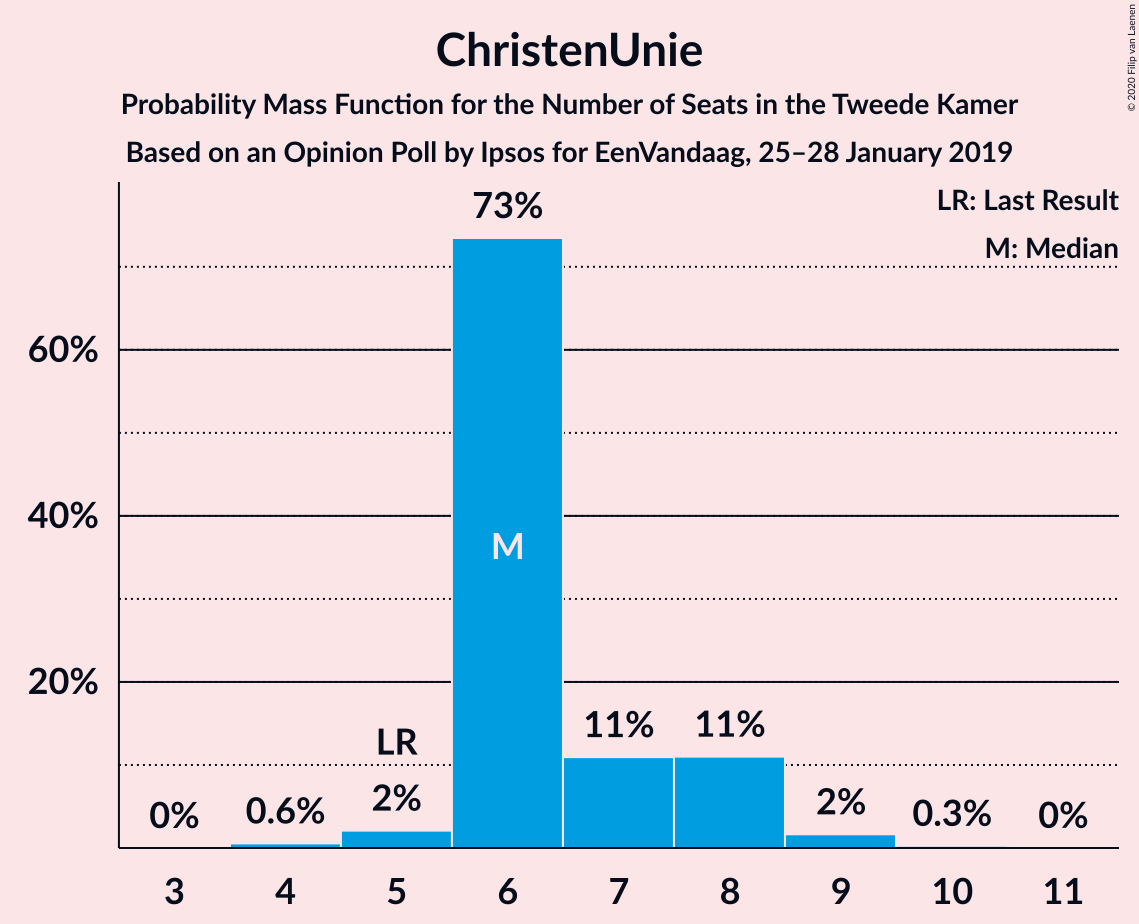 ChristenUnie
Probability Mass Function for the Number of Seats in the Tweede Kamer
Based on an Opinion Poll by Ipsos for EenVandaag, 25–28 January 2019
© 2020 Filip van Laenen
LR: Last Result
M: Median
73%
60%
40%
20%
M
LR
0%
0.6%
2%
11%
11%
2%
0.3%
0%
3 4 5 6 7 8 9 10 11